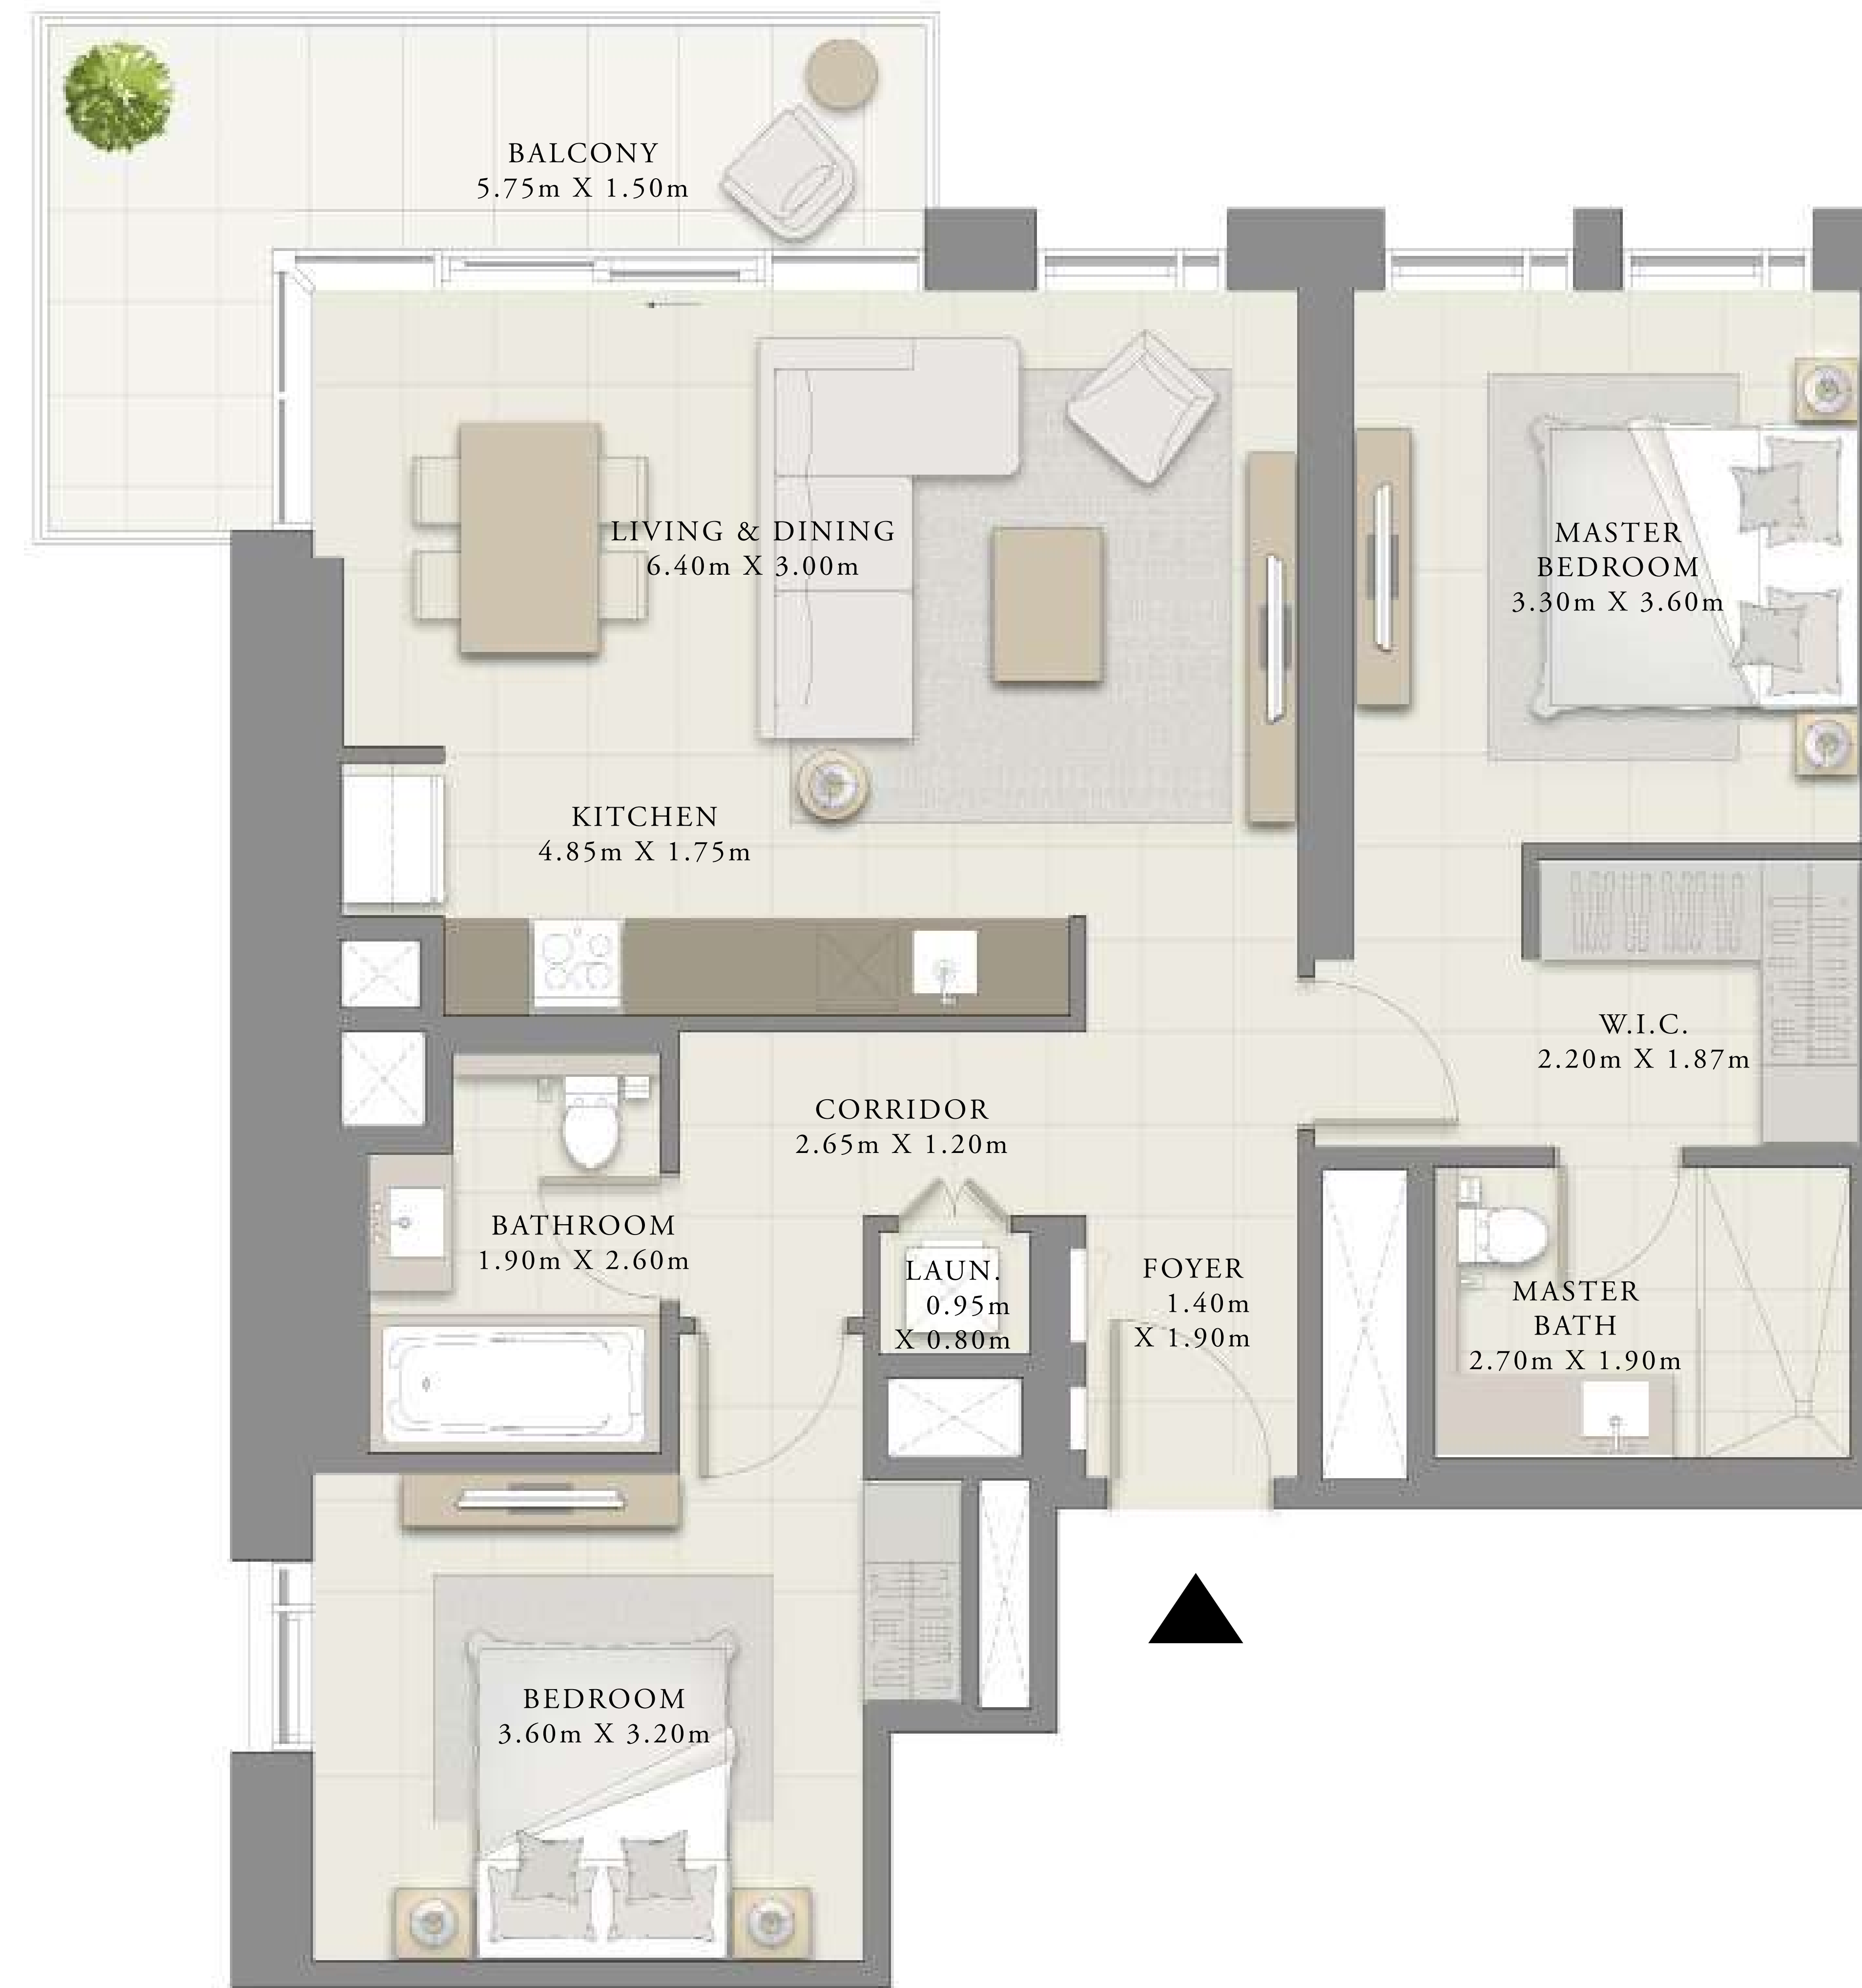 BALCONY
5.75m X 1.50m
LIVING & DINING
6.40m X 3.00m
MASTER
BEDROOM
3.30m X 3.60m
KITCHEN
4.85m X 1.75m
W.I.C.
2.20m X 1.87m
CORRIDOR
2.65m X 1.20m
BATHROOM
1.90m X 2.60m
LAUN.
0.95m
X 0.80m
FOYER
1.40m
X 1.90m
MASTER
BATH
2.70m X 1.90m
BEDROOM
3.60m X 3.20m